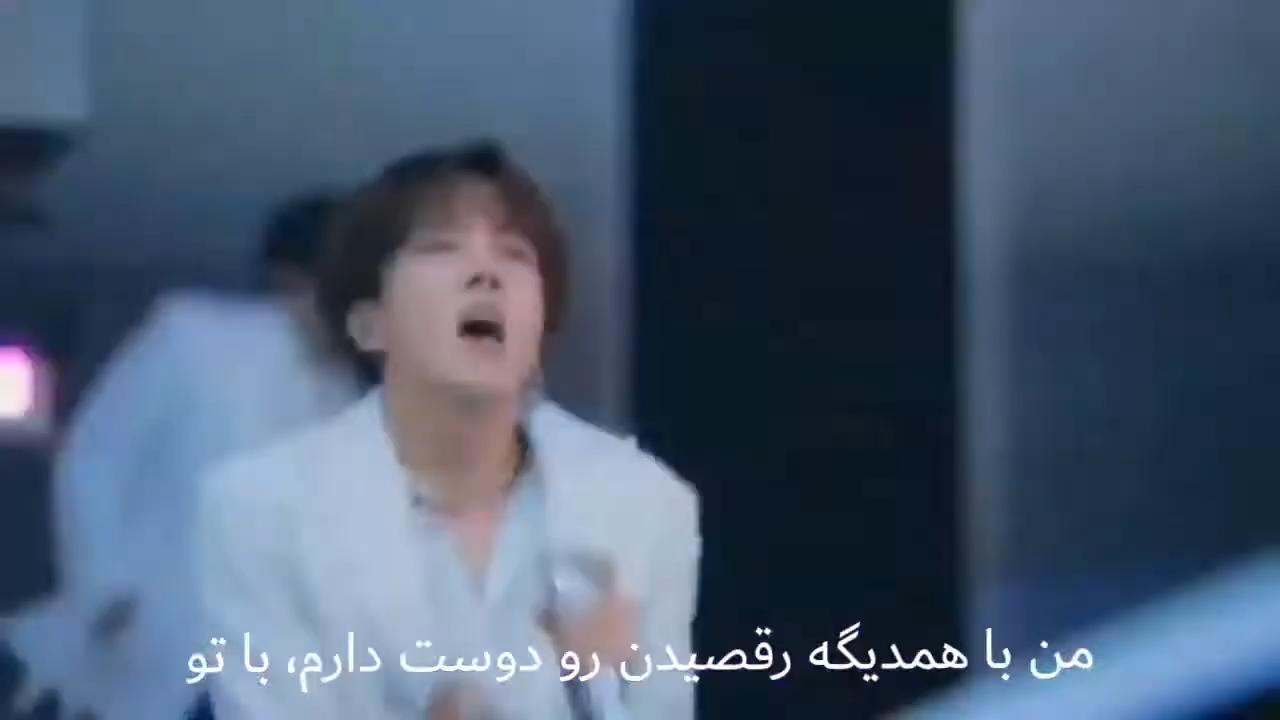 من با همدیگه رقصیدن رو دوست دارم، با تو